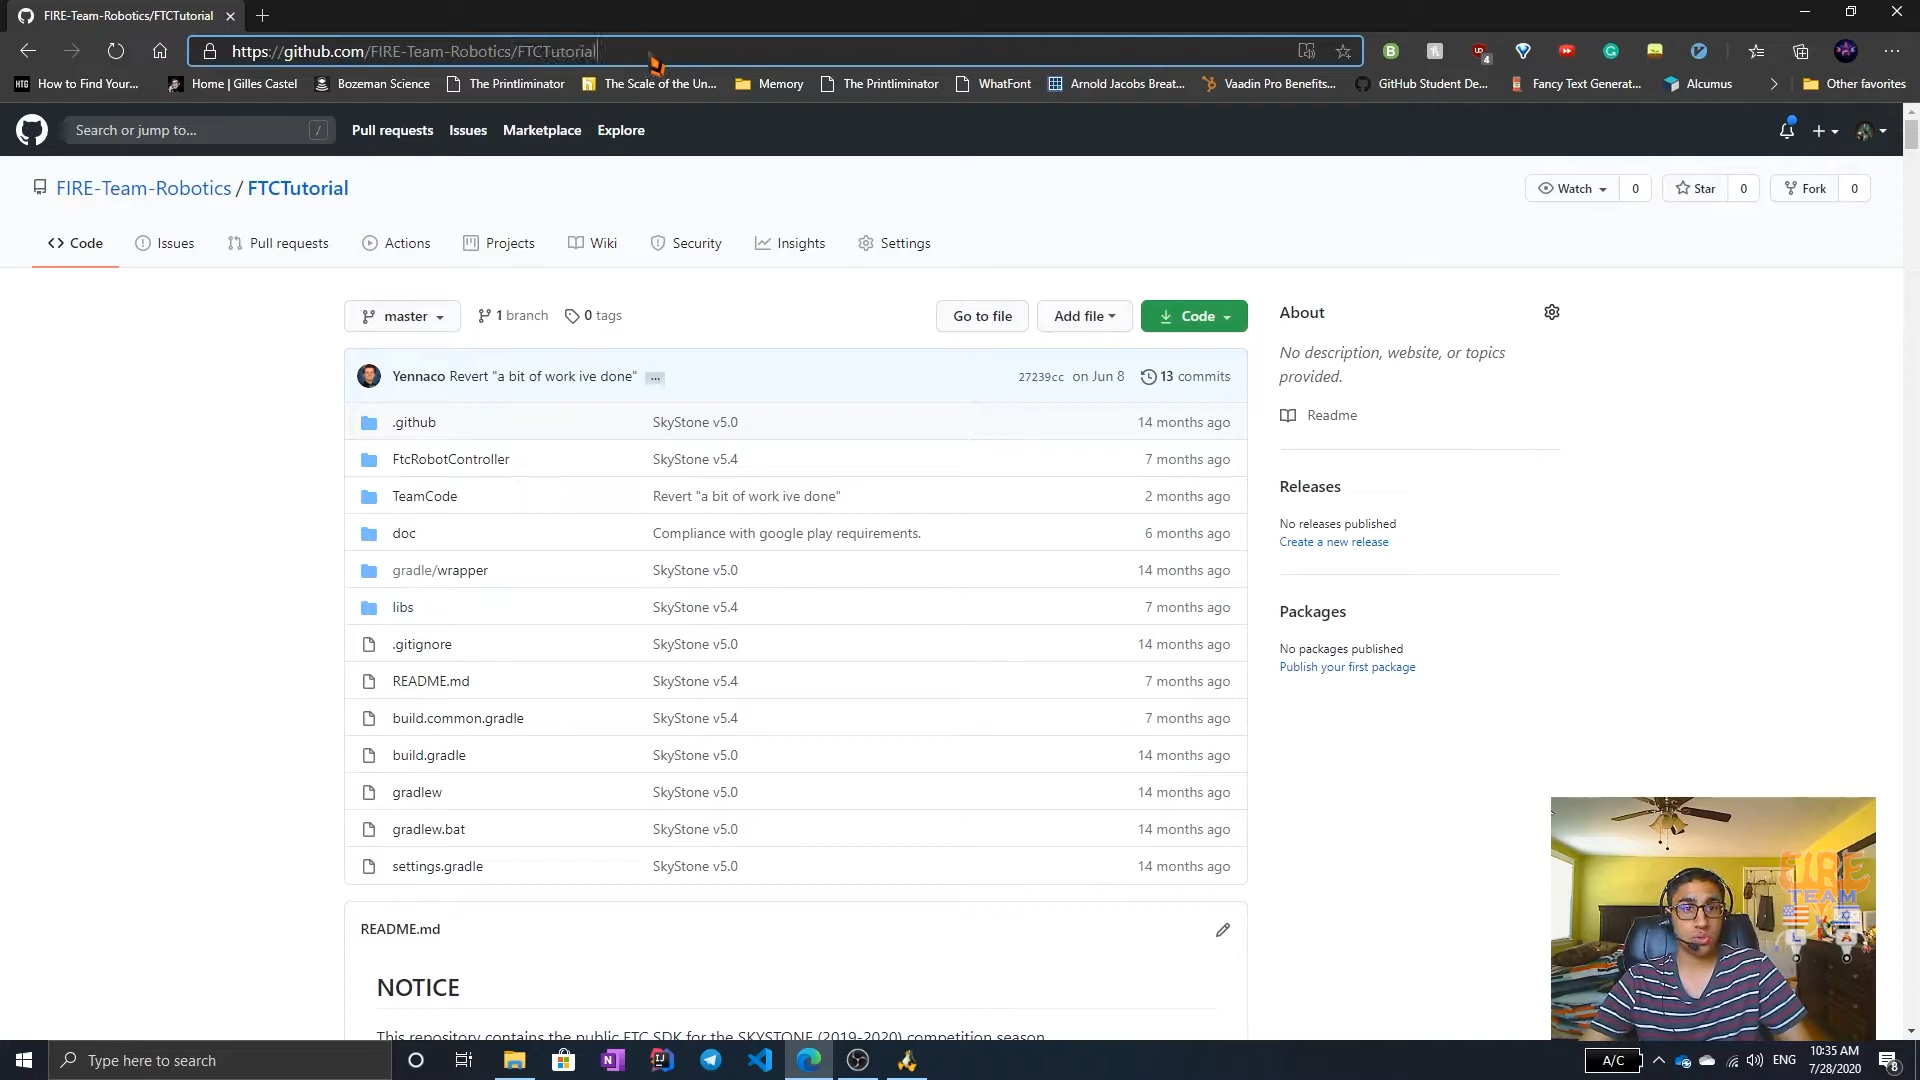 FIRE-Team-Robotics/FTCTutorial
https://github.com/FIRE-Team-Robotics/FTCTutorial
4
HTG How to Find Your...
Home | Gilles Castel
Bozeman Science
The Printliminator
The Scale of the Un...
Memory
The Printliminator
WhatFont
Arnold Jacobs Breat...
Vaadin Pro Benefits...
GitHub Student De...
Fancy Text Generat...
Alcumus
Other favorites
Search or jump to... /
Pull requests
Issues
Marketplace
Explore
FIRE-Team-Robotics / FTCTutorial
Watch 0
Star 0
Fork 0
Code
Issues
Pull requests
Actions
Projects
Wiki
Security
Insights
Settings
master
1 branch
0 tags
Go to file
Add file
Code
Yennaco Revert "a bit of work ive done" ... 27239cc on Jun 8 13 commits
.github SkyStone v5.0 14 months ago
FtcRobotController SkyStone v5.4 7 months ago
TeamCode Revert "a bit of work ive done" 2 months ago
doc Compliance with google play requirements. 6 months ago
gradle/wrapper SkyStone v5.0 14 months ago
libs SkyStone v5.4 7 months ago
.gitignore SkyStone v5.0 14 months ago
README.md SkyStone v5.4 7 months ago
build.common.gradle SkyStone v5.4 7 months ago
build.gradle SkyStone v5.0 14 months ago
gradlew SkyStone v5.0 14 months ago
gradlew.bat SkyStone v5.0 14 months ago
settings.gradle SkyStone v5.0 14 months ago
README.md
NOTICE
This repository contains the public FTC SDK for the SKYSTONE (2019-2020) competition season.
About
No description, website, or topics
provided.
Readme
Releases
No releases published
Create a new release
Packages
No packages published
Publish your first package
FIRE
TEAM
L A
Type here to search
A/C
ENG
10:35 AM
7/28/2020
8